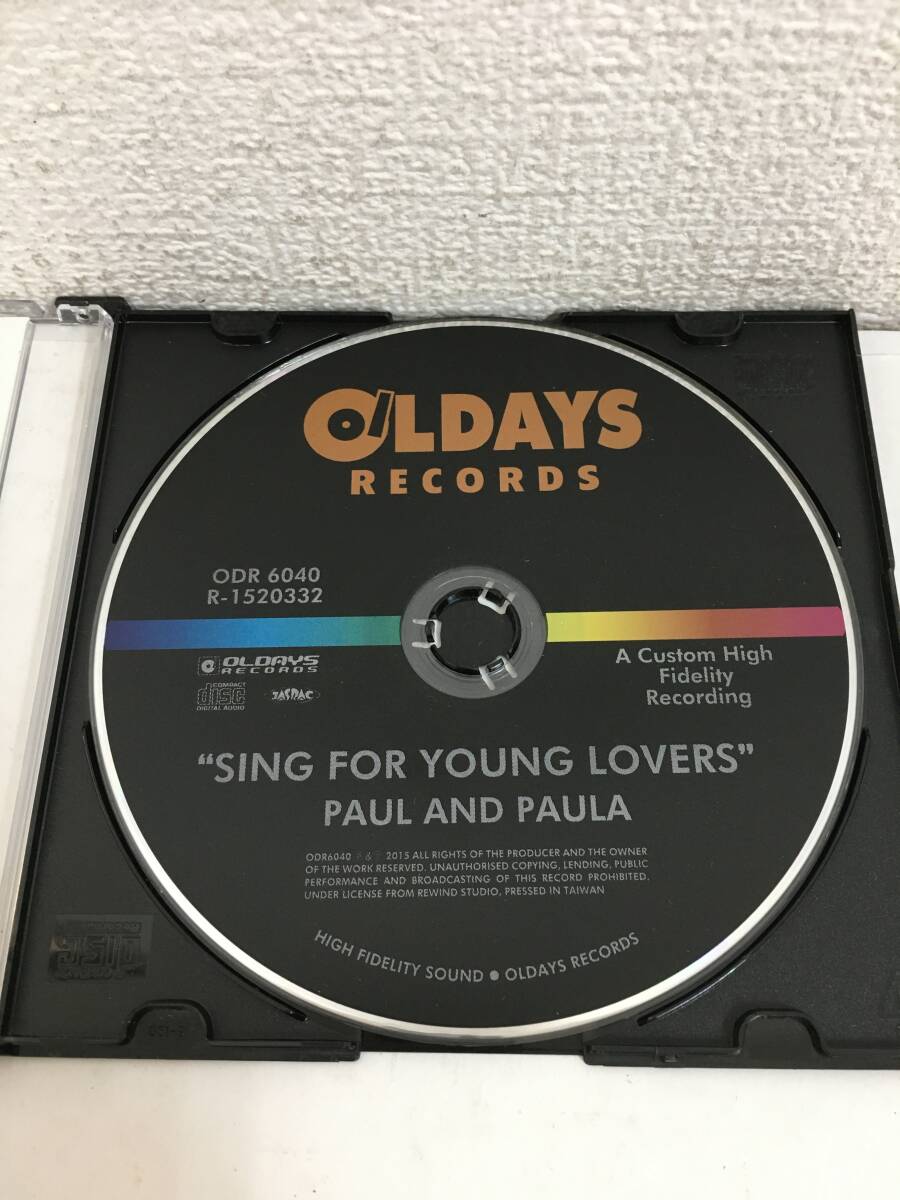 OLDAYS
RECORDS
ODR 6040
R-1520332
OLDAYS
RECORDS
COMPACT
disc
DIGITAL AUDIO
JASRAC
A Custom High
Fidelity
Recording
"SING FOR YOUNG LOVERS"
PAUL AND PAULA
ODR6040 ℗ & © 2015 ALL RIGHTS OF THE PRODUCER AND THE OWNER
OF THE WORK RESERVED. UNAUTHORISED COPYING, LENDING, PUBLIC
PERFORMANCE AND BROADCASTING OF THIS RECORD PROHIBITED.
UNDER LICENSE FROM REWIND STUDIO, PRESSED IN TAIWAN
HIGH FIDELITY SOUND ● OLDAYS RECORDS